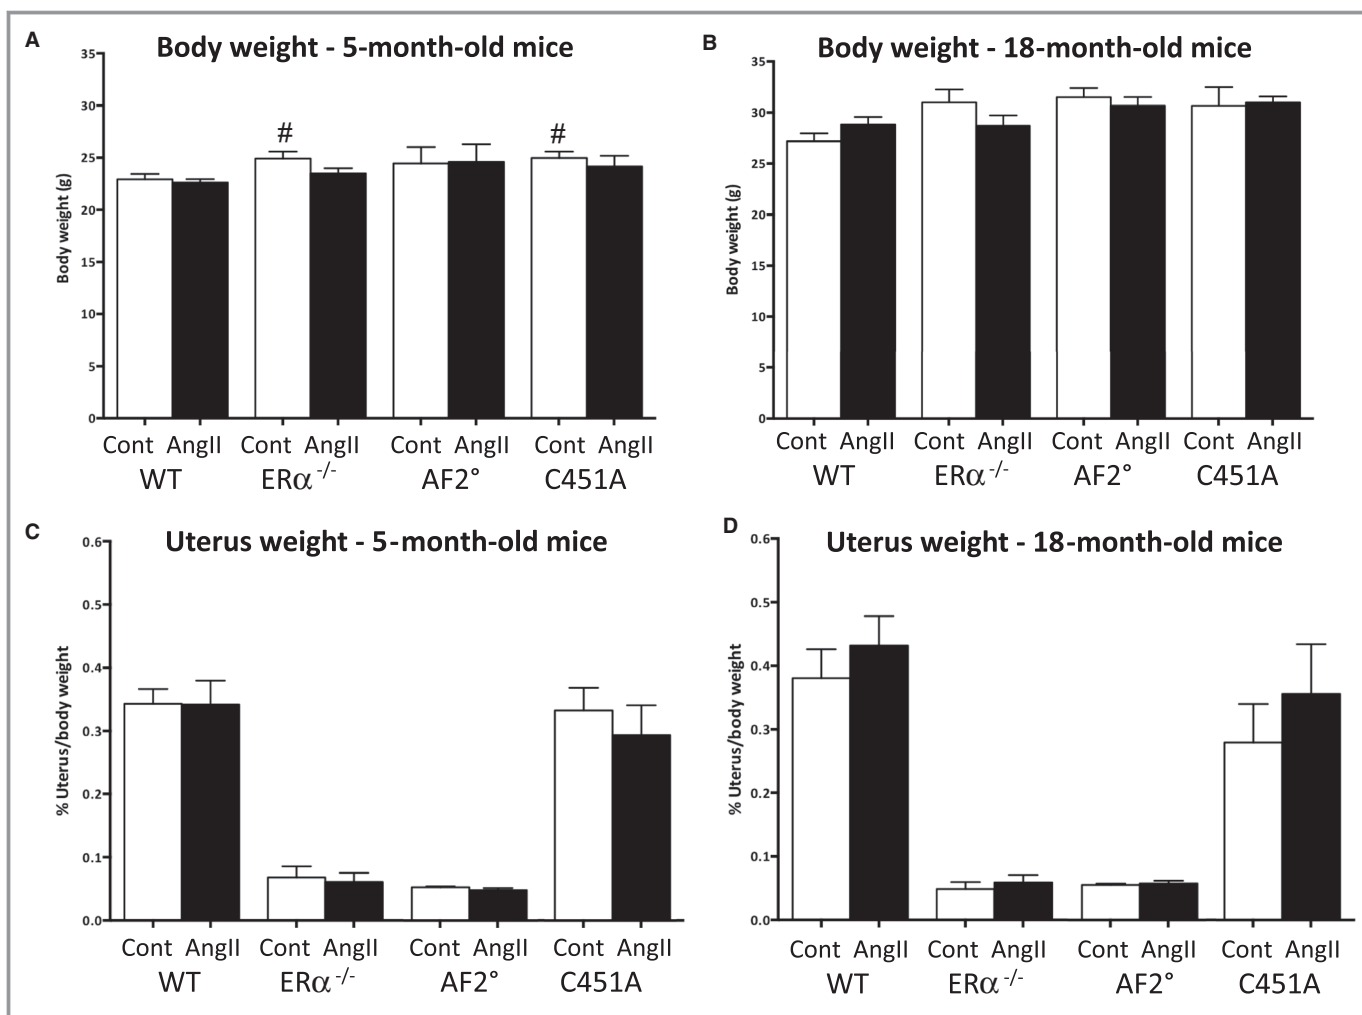 A
Body weight - 5-month-old mice
35
30
25
20
15
10
5
0
Body weight (g)
#
#
Cont AngII Cont AngII Cont AngII Cont AngII
WT ERα -/- AF2° C451A
B
Body weight - 18-month-old mice
35
30
25
20
15
10
5
0
Body weight (g)
Cont AngII Cont AngII Cont AngII Cont AngII
WT ERα -/- AF2° C451A
C
Uterus weight - 5-month-old mice
0.6
0.5
0.4
0.3
0.2
0.1
0.0
% Uterus/body weight
Cont AngII Cont AngII Cont AngII Cont AngII
WT ERα -/- AF2° C451A
D
Uterus weight - 18-month-old mice
0.6
0.5
0.4
0.3
0.2
0.1
0.0
% Uterus/body weight
Cont AngII Cont AngII Cont AngII Cont AngII
WT ERα -/- AF2° C451A